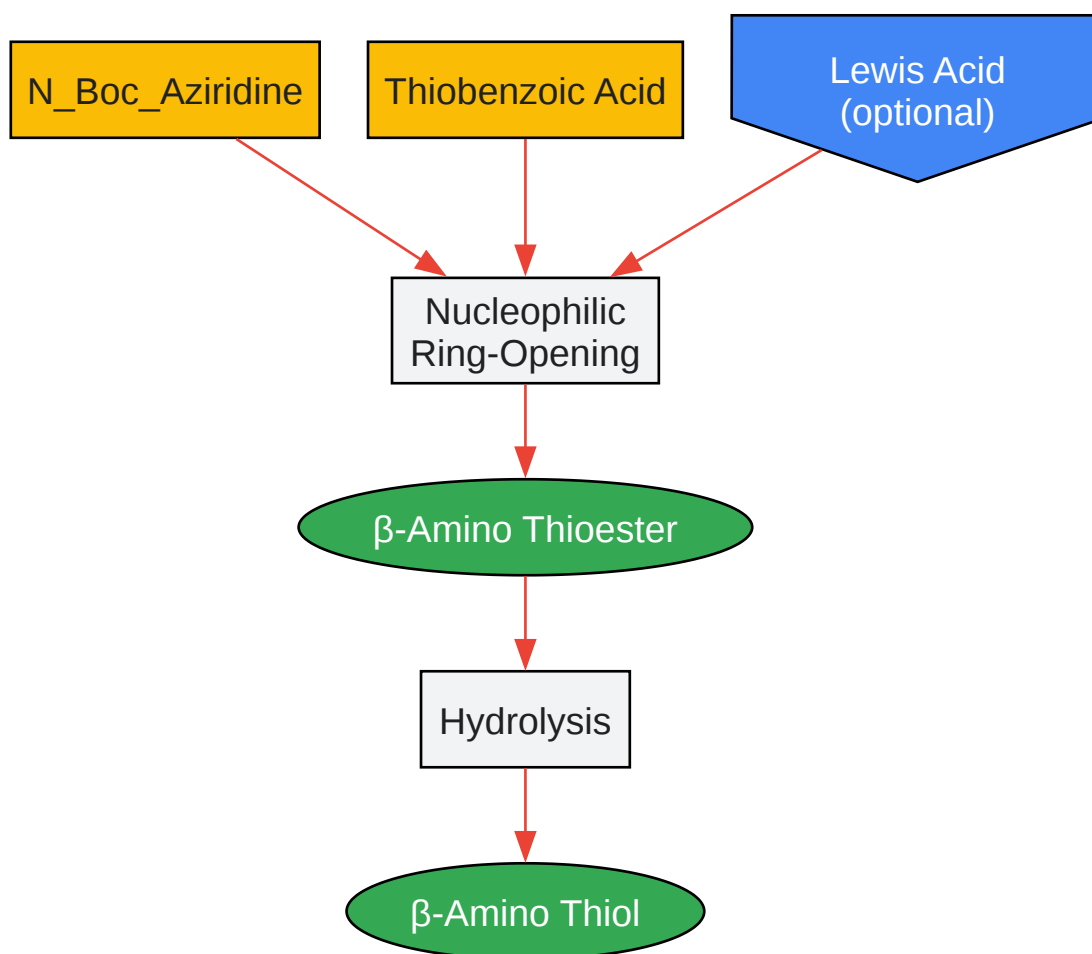 N_Boc_Aziridine
Thiobenzoic Acid
Lewis Acid
(optional)
Nucleophilic
Ring-Opening
β-Amino Thioester
Hydrolysis
β-Amino Thiol